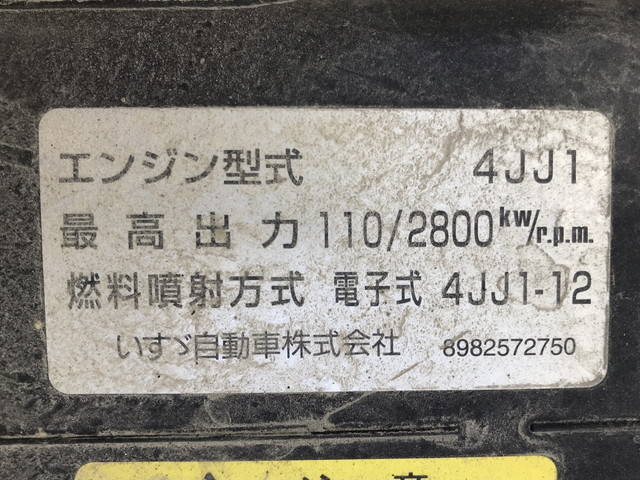 エンジン型式 4JJ1
最高出力 110/2800kw/r.p.m.
燃料噴射方式 電子式 4JJ1-12
いすゞ自動車株式会社 8982572750